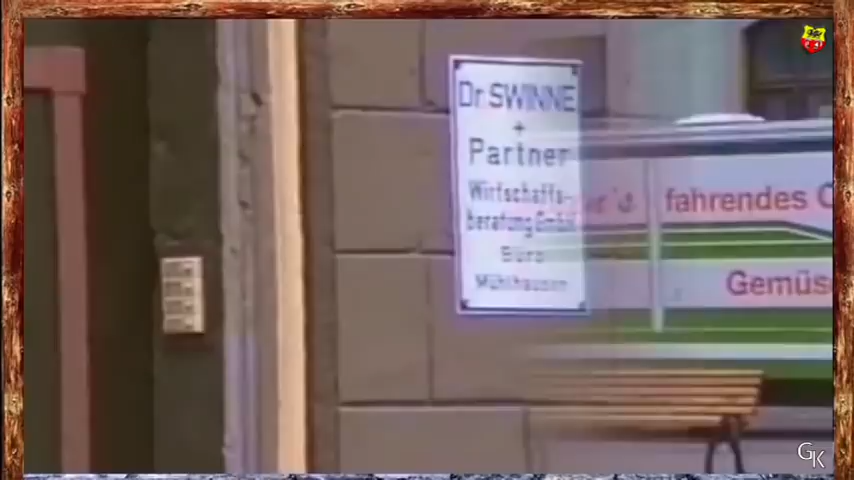 Dr. SWINNE
+
Partner
Wirtschafts-
beratung GmbH
Büro
Mühlhausen
fahrendes
Gemüse
GK